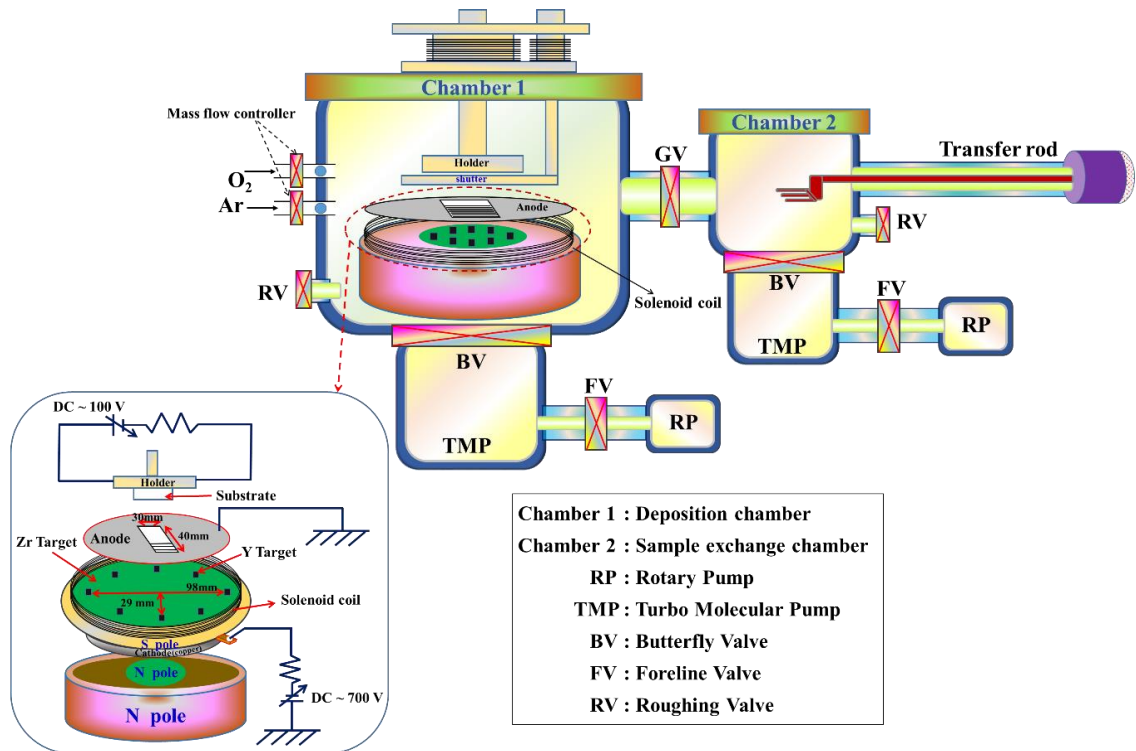 Chamber 1
Mass flow controller
O2
Ar
RV
Holder
shutter
Anode
Solenoid coil
GV
Chamber 2
Transfer rod
RV
BV
TMP
FV
RP
BV
TMP
FV
RP
DC ~ 100 V
Holder
Substrate
30mm
40mm
Anode
Zr Target
Y Target
98mm
29 mm
Solenoid coil
S pole
Cathode(copper)
N pole
N pole
DC ~ 700 V
Chamber 1 : Deposition chamber
Chamber 2 : Sample exchange chamber
RP : Rotary Pump
TMP : Turbo Molecular Pump
BV : Butterfly Valve
FV : Foreline Valve
RV : Roughing Valve